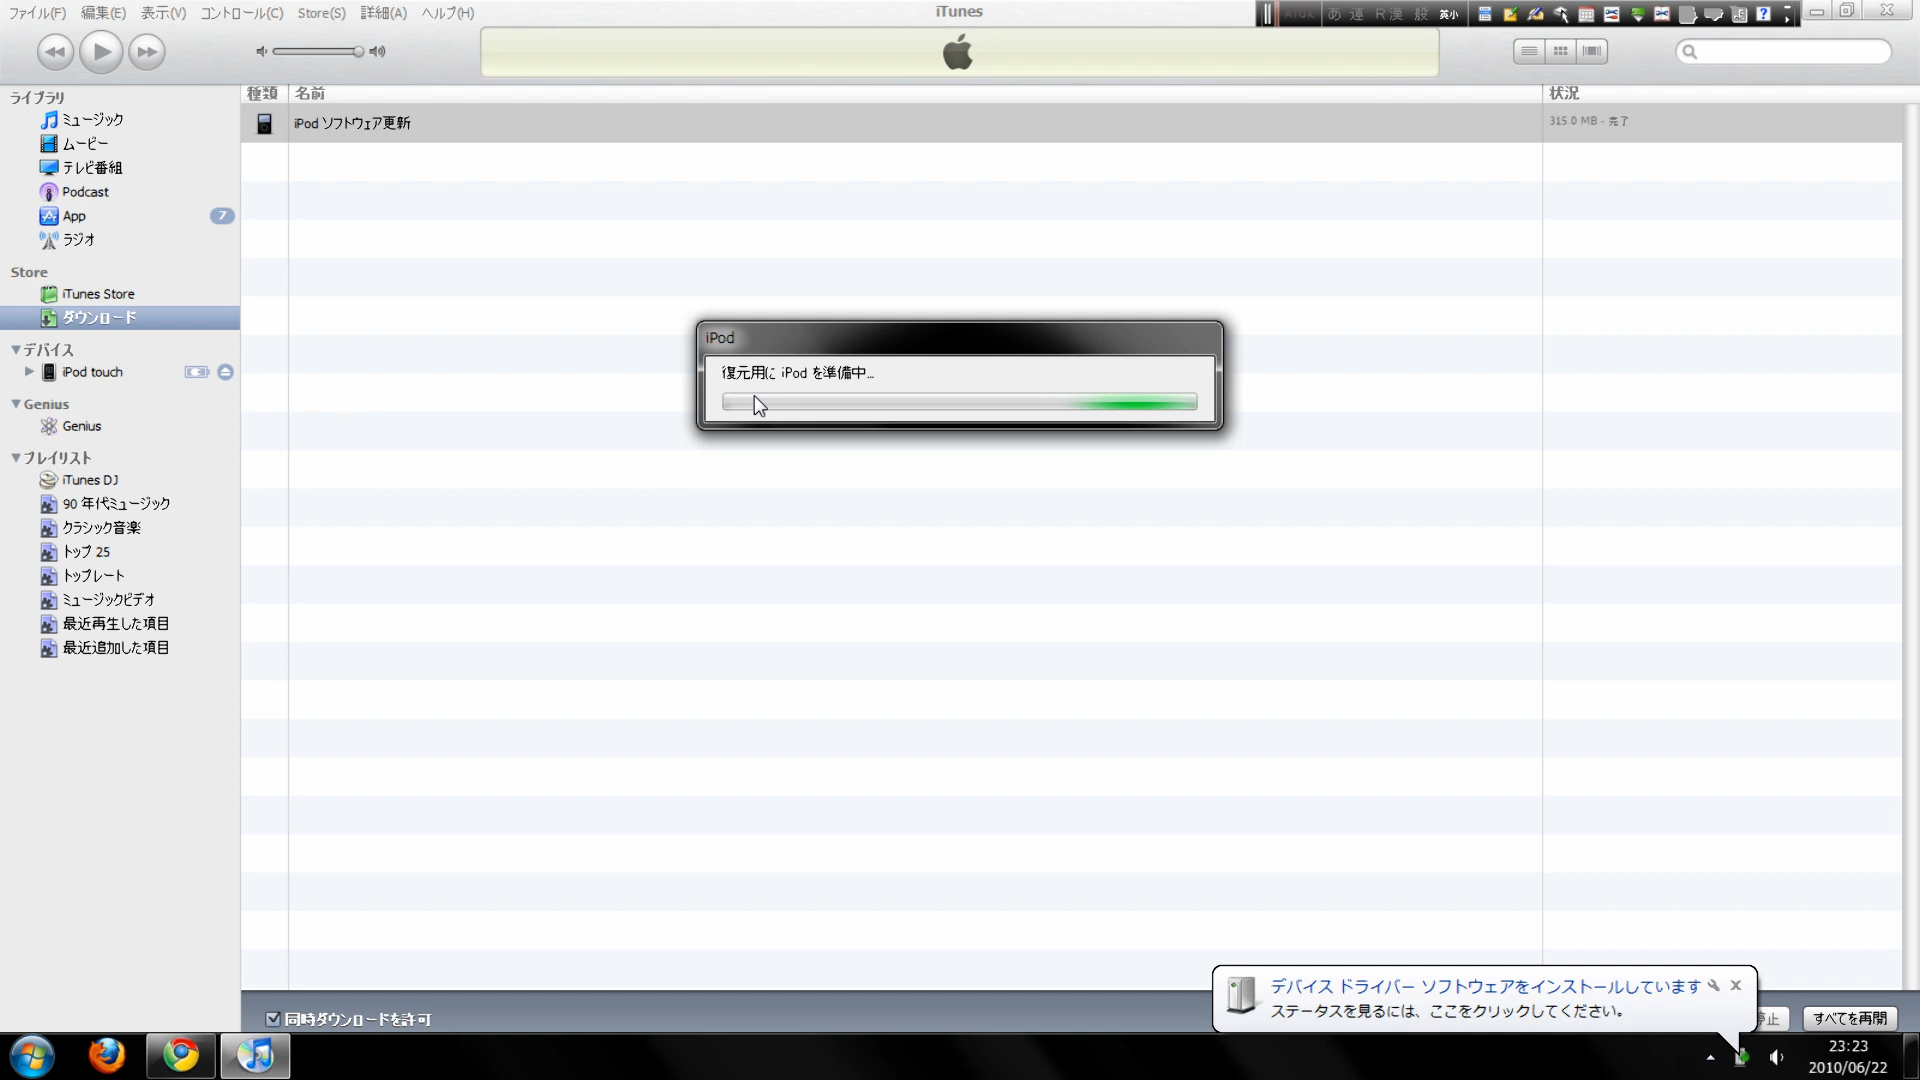 ファイル(F) 編集(E) 表示(V) コントロール(C) Store(S) 詳細(A) ヘルプ(H)
iTunes
あ 連 R漢 般 英小
ライブラリ
ミュージック
ムービー
テレビ番組
Podcast
App 7
ラジオ
Store
iTunes Store
ダウンロード
デバイス
iPod touch
Genius
Genius
プレイリスト
iTunes DJ
90 年代ミュージック
クラシック音楽
トップ 25
トップレート
ミュージックビデオ
最近再生した項目
最近追加した項目
種類 名前 状況
iPod ソフトウェア更新 315.0 MB - 完了
iPod
復元用に iPod を準備中...
デバイス ドライバー ソフトウェアをインストールしています
ステータスを見るには、ここをクリックしてください。
同時ダウンロードを許可
止 すべてを再開
23:23
2010/06/22